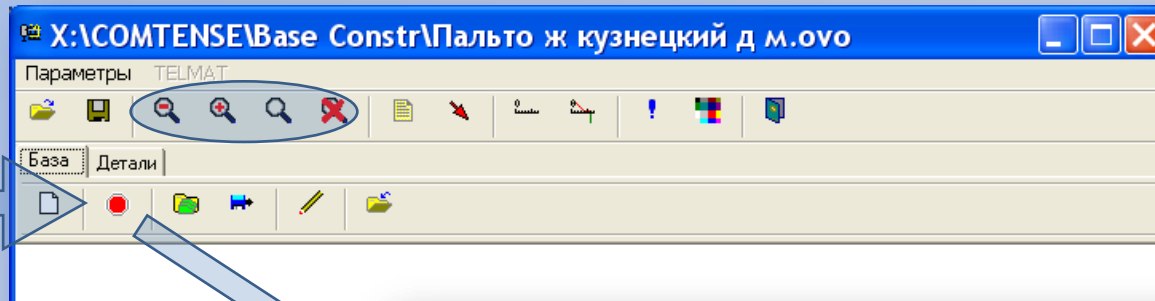 X:\COMTENSE\Base Constr\Пальто ж кузнецкий д м.ovo
Параметры TELMAT
База Детали